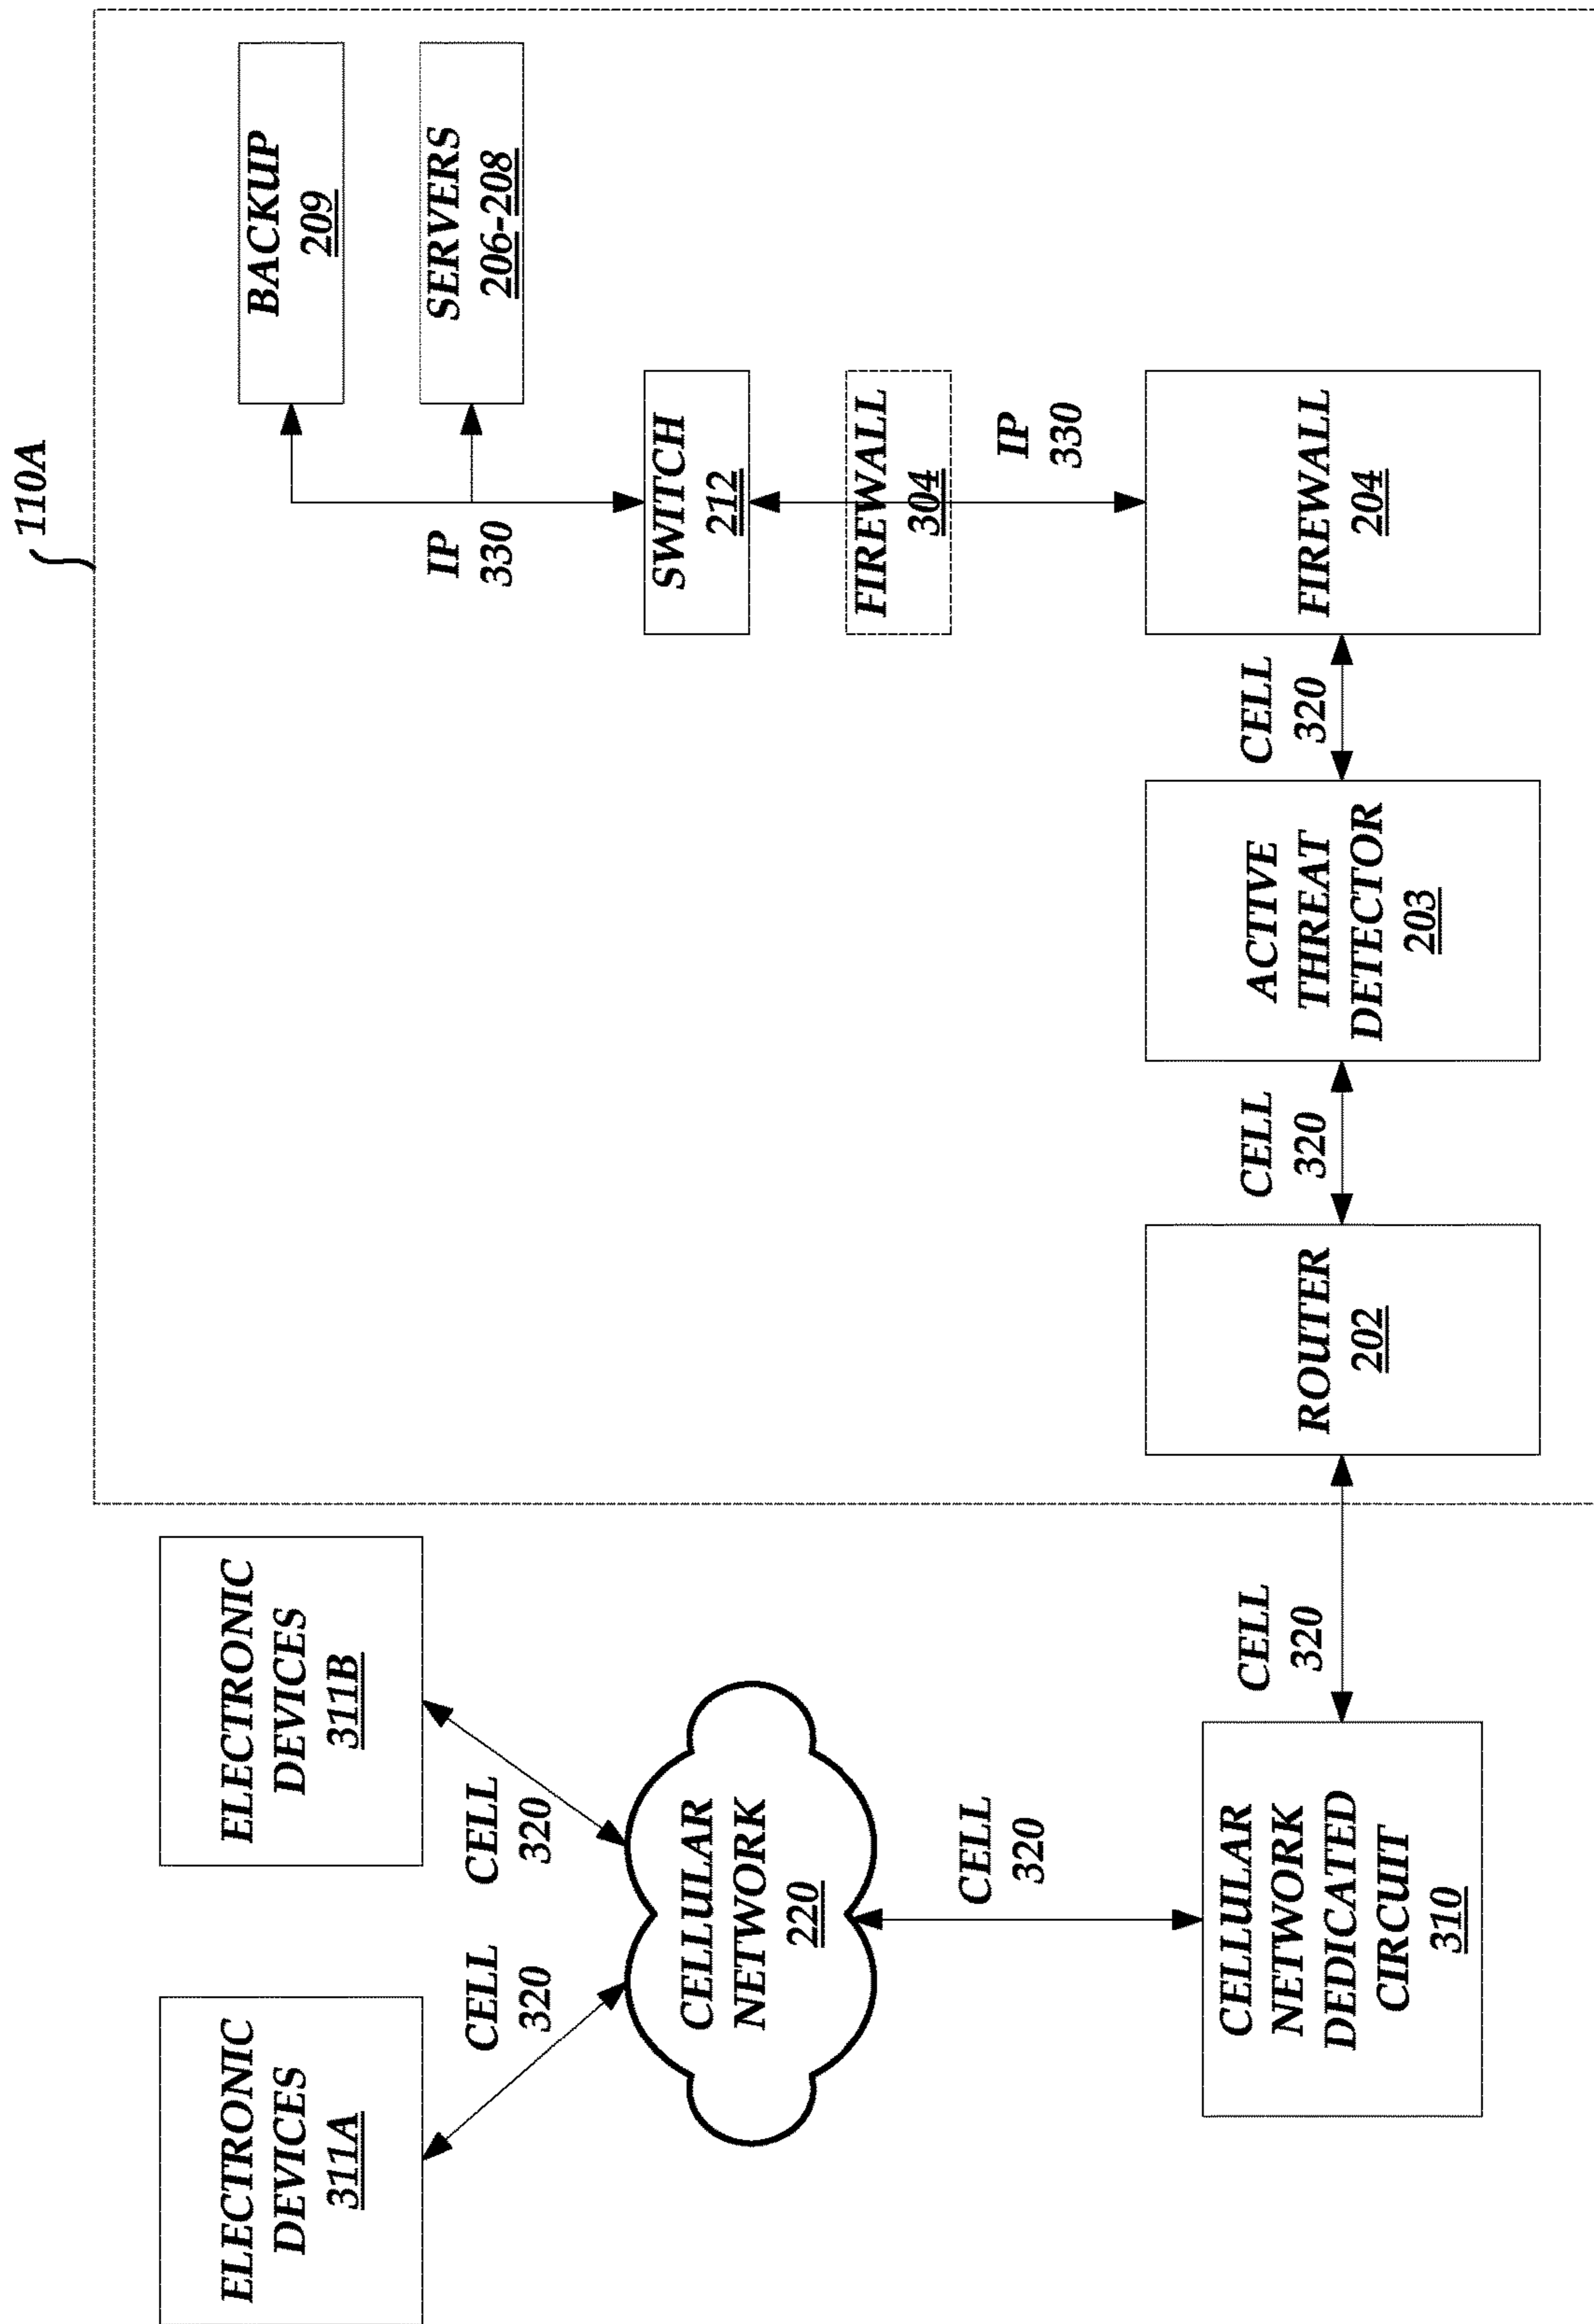 110A
BACKUP
209
SERVERS
206-208
IP
330
SWITCH
212
FIREWALL
304
IP
330
FIREWALL
204
CELL
320
ACTIVE
THREAT
DETECTOR
203
CELL
320
ROUTER
202
CELL
320
ELECTRONIC
DEVICES
311B
CELL
320
ELECTRONIC
DEVICES
311A
CELL
320
CELLULAR
NETWORK
220
CELL
320
CELLULAR
NETWORK
DEDICATED
CIRCUIT
310